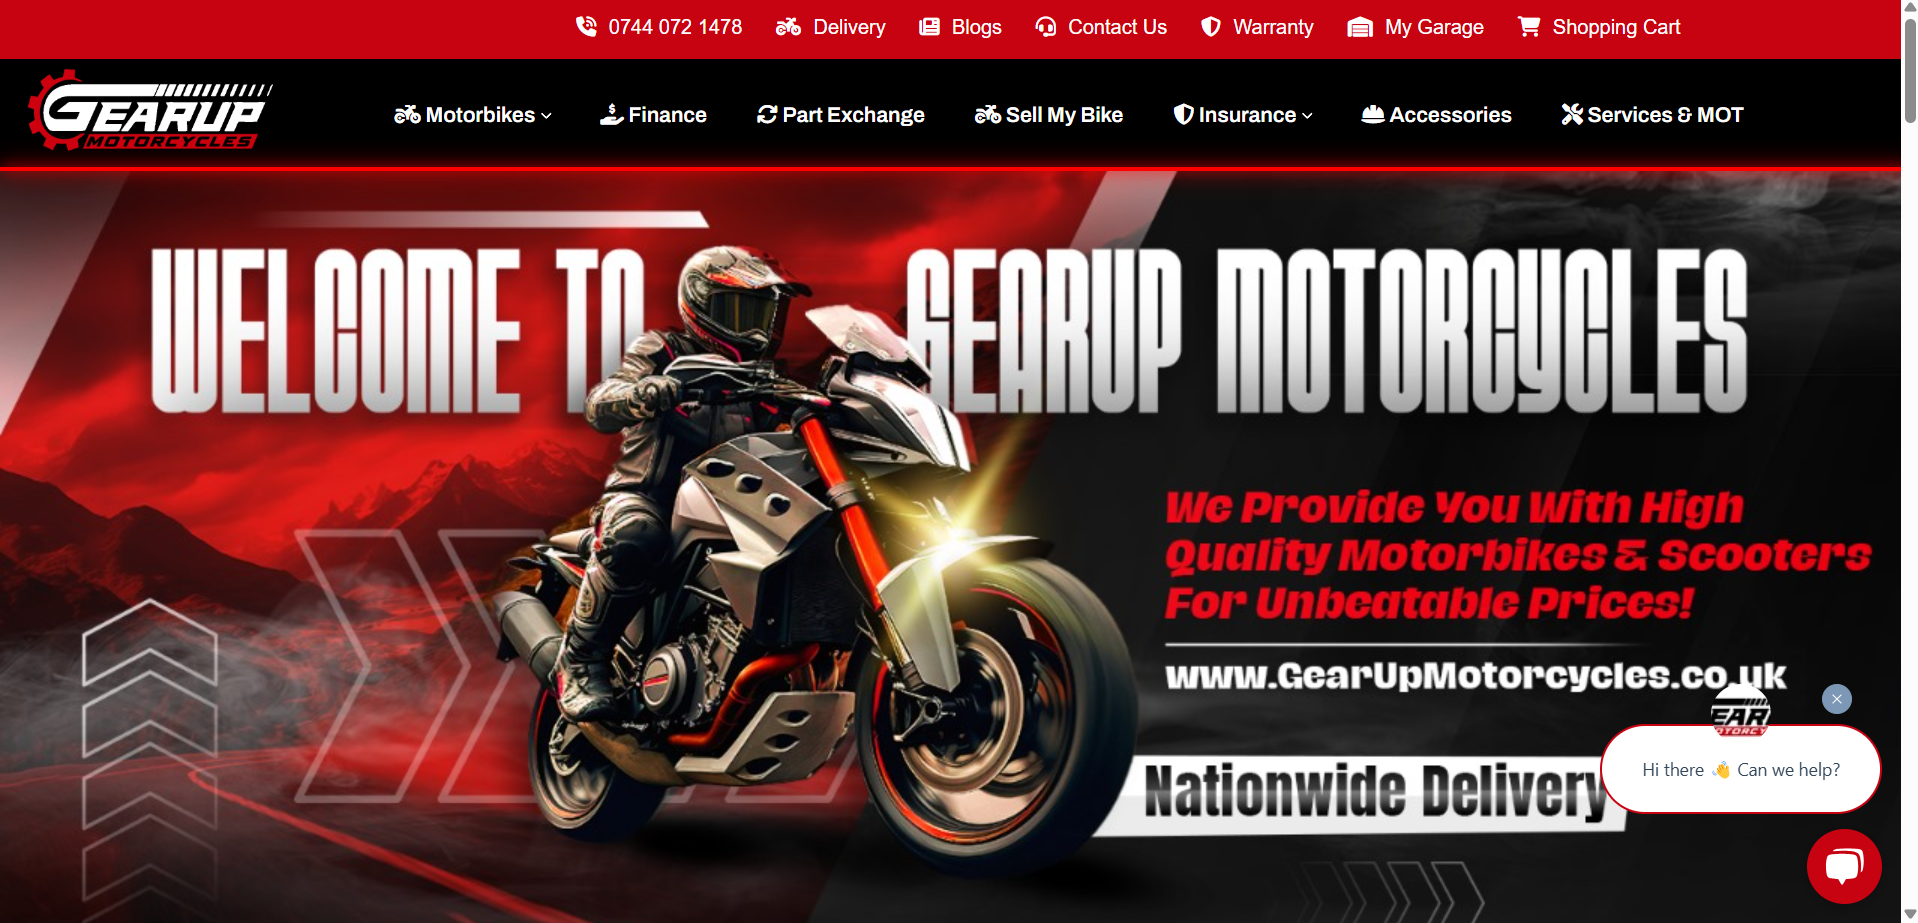 0744 072 1478 Delivery Blogs Contact Us Warranty My Garage Shopping Cart
GEARUP
MOTORCYCLES
Motorbikes Finance Part Exchange Sell My Bike Insurance Accessories Services & MOT
WELCOME TO GEARUP MOTORCYCLES
We Provide You With High
Quality Motorbikes & Scooters
For Unbeatable Prices!
www.GearUpMotorcycles.co.uk
EAR
OTORCY
Hi there 👋 Can we help?
Nationwide Delivery